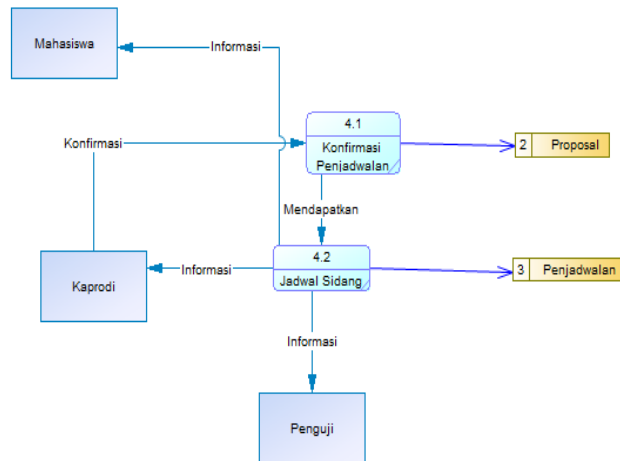 Mahasiswa
Informasi
4.1
Konfirmasi
Penjadwalan
2 Proposal
Konfirmasi
Mendapatkan
4.2
Jadwal Sidang
3 Penjadwalan
Informasi
Kaprodi
Informasi
Penguji